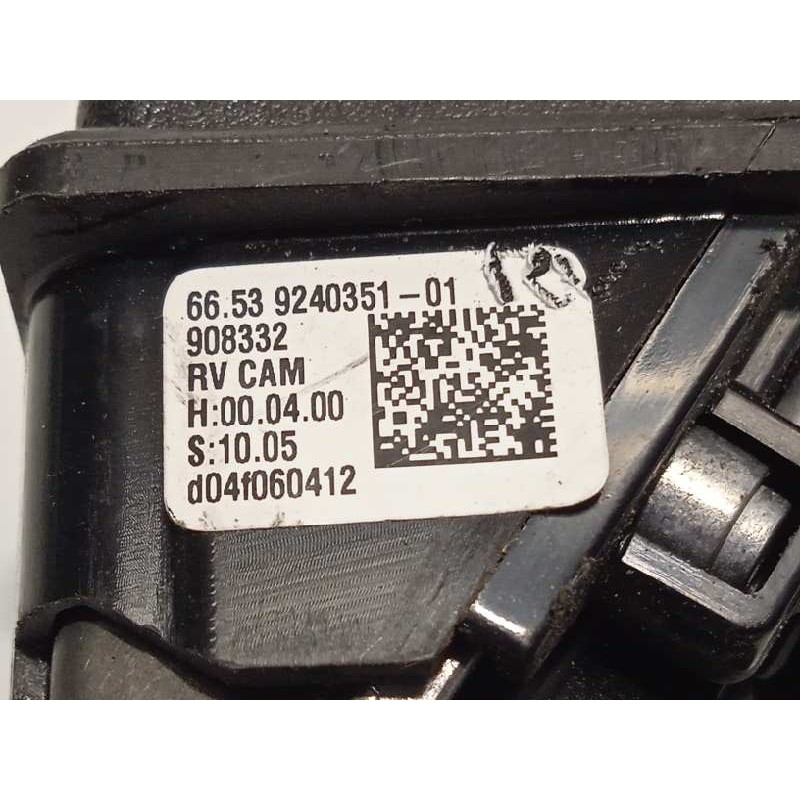 66.53 9240351-01
908332
RV CAM
H:00.04.00
S:10.05
d04f060412